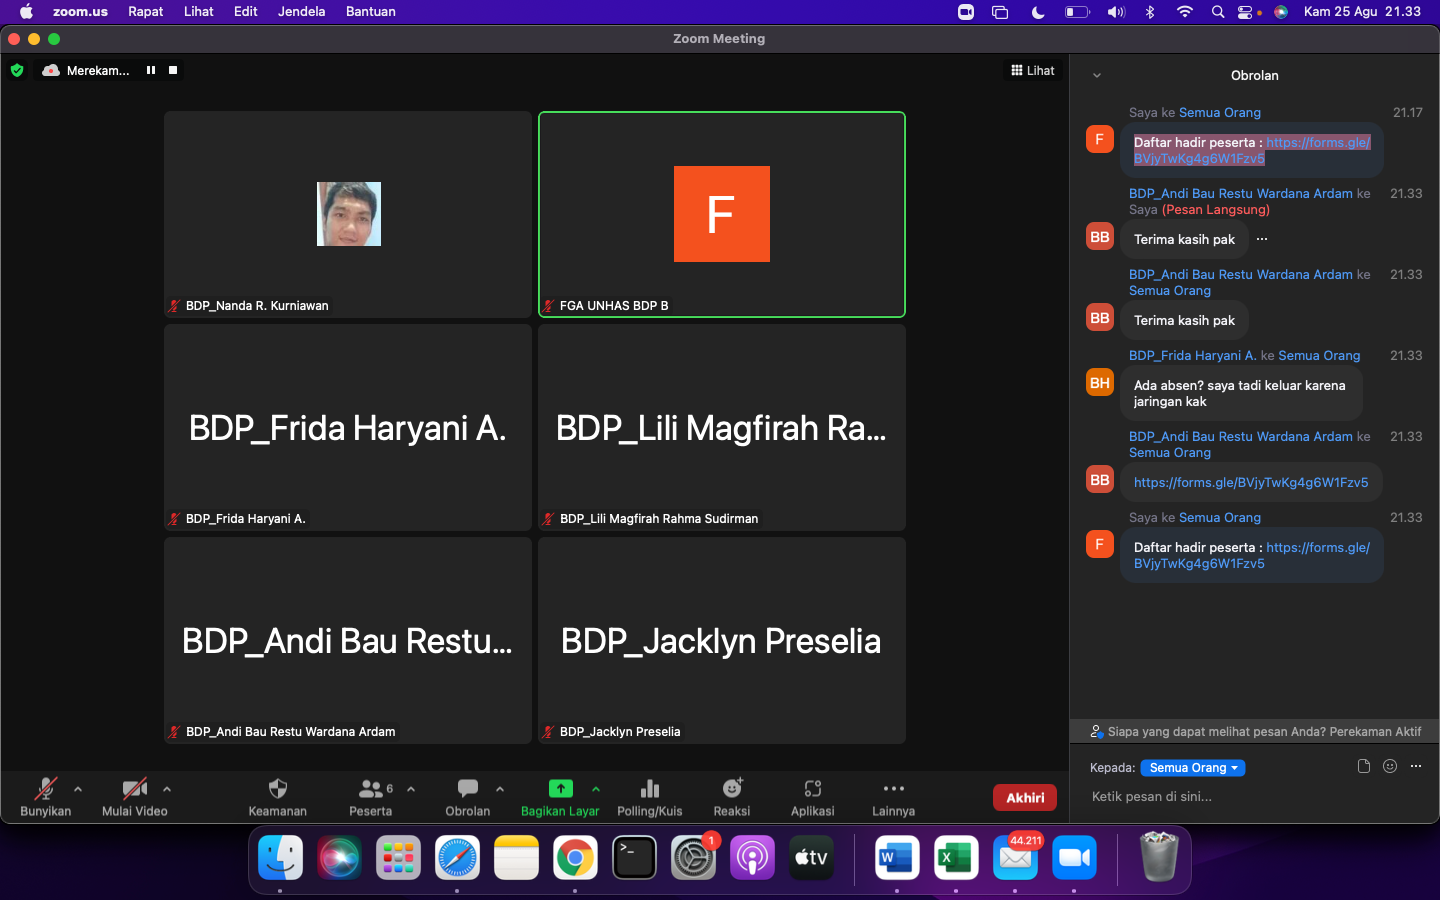 zoom.us Rapat Lihat Edit Jendela Bantuan
Kam 25 Agu 21.33
Zoom Meeting
Merekam...
Lihat
BDP_Nanda R. Kurniawan
F
FGA UNHAS BDP B
BDP_Frida Haryani A.
BDP_Frida Haryani A.
BDP_Lili Magfirah Ra...
BDP_Lili Magfirah Rahma Sudirman
BDP_Andi Bau Restu...
BDP_Andi Bau Restu Wardana Ardam
BDP_Jacklyn Preselia
BDP_Jacklyn Preselia
Obrolan
Saya ke Semua Orang 21.17
F
Daftar hadir peserta : https://forms.gle/
BVjyTwKg4g6W1Fzv5
BDP_Andi Bau Restu Wardana Ardam ke 21.33
Saya (Pesan Langsung)
BB
Terima kasih pak ...
BDP_Andi Bau Restu Wardana Ardam ke 21.33
Semua Orang
BB
Terima kasih pak
BDP_Frida Haryani A. ke Semua Orang 21.33
BH
Ada absen? saya tadi keluar karena
jaringan kak
BDP_Andi Bau Restu Wardana Ardam ke 21.33
Semua Orang
BB
https://forms.gle/BVjyTwKg4g6W1Fzv5
Saya ke Semua Orang 21.33
F
Daftar hadir peserta : https://forms.gle/
BVjyTwKg4g6W1Fzv5
Siapa yang dapat melihat pesan Anda? Perekaman Aktif
Kepada: Semua Orang
Ketik pesan di sini...
Bunyikan
Mulai Video
Keamanan
6
Peserta
Obrolan
Bagikan Layar
Polling/Kuis
Reaksi
Aplikasi
Lainnya
Akhiri
>_
1
tv
W
X
44.211